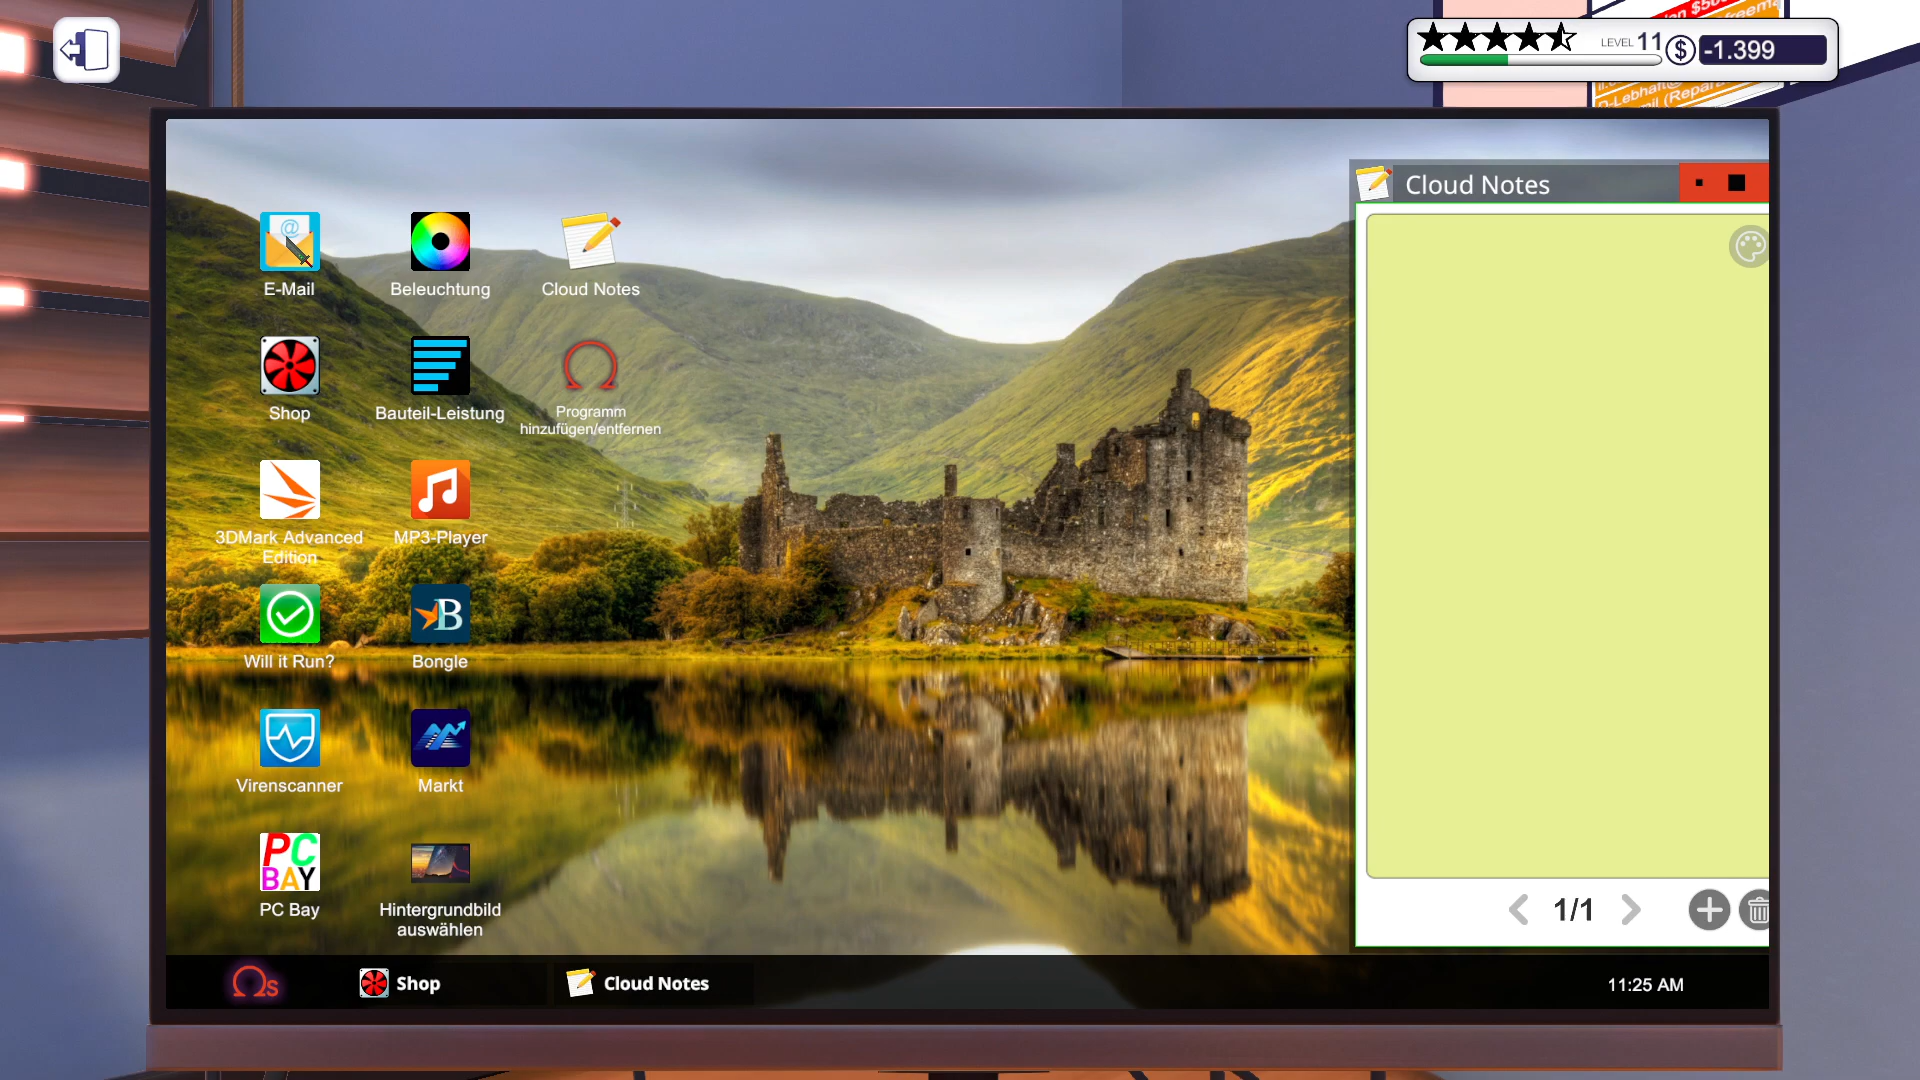 LEVEL 11
$ -1.399
Cloud Notes
E-Mail
Beleuchtung
Cloud Notes
Shop
Bauteil-Leistung
Programm
hinzufügen/entfernen
3DMark Advanced
Edition
MP3-Player
Will it Run?
B
Bongle
Virenscanner
Markt
PC
BAY
PC Bay
Hintergrundbild
auswählen
1/1
Ωs
Shop
Cloud Notes
11:25 AM